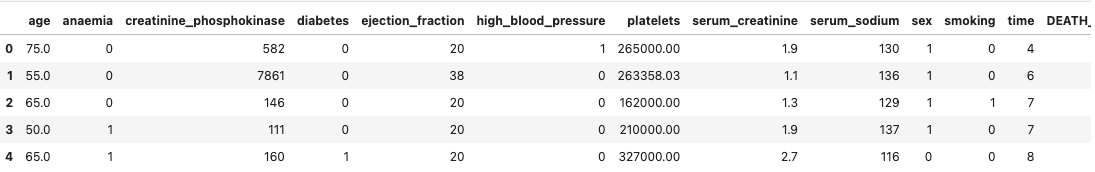 age anaemia creatinine_phosphokinase diabetes ejection_fraction high_blood_pressure platelets serum_creatinine serum_sodium sex smoking time DEATH_
0 75.0 0 582 0 20 1 265000.00 1.9 130 1 0 4
1 55.0 0 7861 0 38 0 263358.03 1.1 136 1 0 6
2 65.0 0 146 0 20 0 162000.00 1.3 129 1 1 7
3 50.0 1 111 0 20 0 210000.00 1.9 137 1 0 7
4 65.0 1 160 1 20 0 327000.00 2.7 116 0 0 8